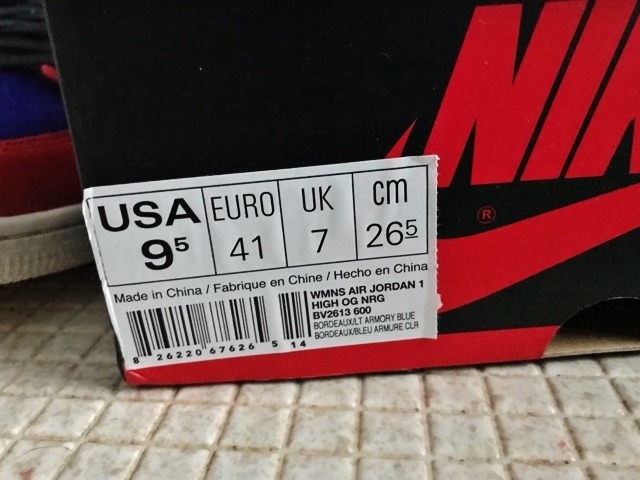 NIK
®
USA EURO UK cm
9⁵ 41 7 26⁵
Made in China / Fabrique en Chine / Hecho en China
WMNS AIR JORDAN 1
HIGH OG NRG
BV2613 600
BORDEAUX/LT ARMORY BLUE
BORDEAUX/BLEU ARMURE CLR
8 26220 67626 5 14